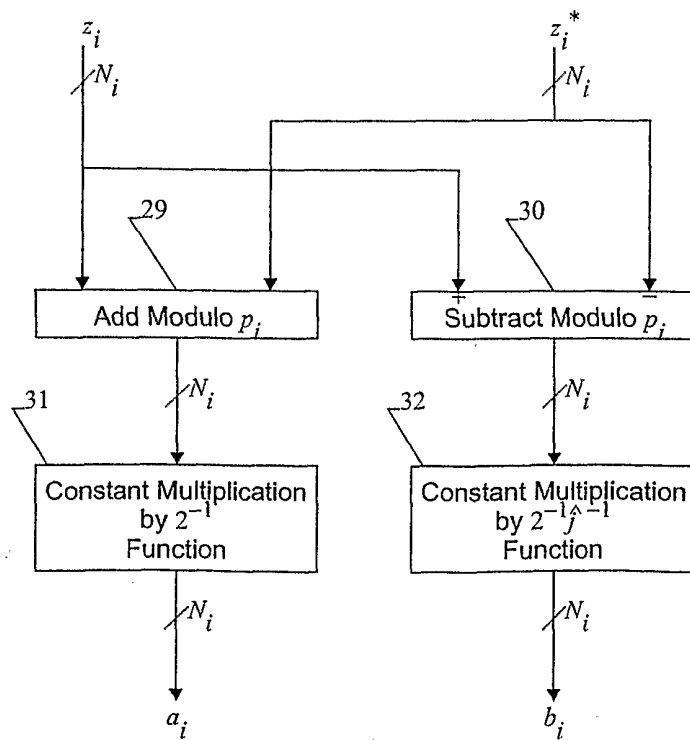 z_i
z_i*
N_i
N_i
29
30
+
−
Add Modulo p_i
Subtract Modulo p_i
N_i
N_i
31
32
Constant Multiplication
by 2⁻¹
Function
Constant Multiplication
by 2⁻¹ĵ⁻¹
Function
N_i
N_i
a_i
b_i